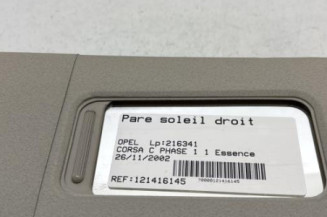 Pare soleil droit
OPEL Lp:216341
CORSA C PHASE 1 1 Essence
26/11/2002
REF:121416145